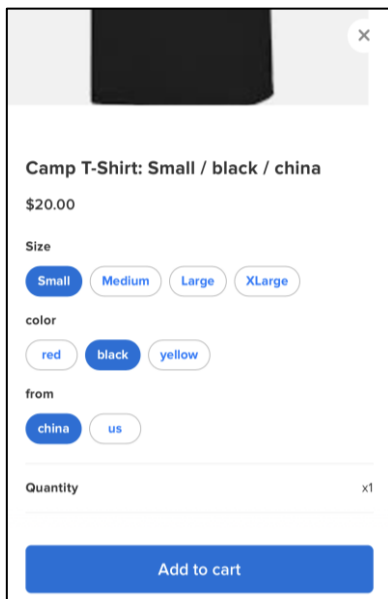 Camp T-Shirt: Small / black / china
$20.00
Size
Small Medium Large XLarge
color
red black yellow
from
china us
Quantity x1
Add to cart